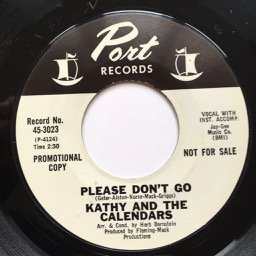 Port
RECORDS
Record No.
45-3023
(P-4124)
Time 2:30
PROMOTIONAL
COPY
VOCAL WITH
INST. ACCOMP.
Jay-Gee
Music Co.
(BMI)
NOT FOR SALE
PLEASE DON'T GO
(Gater-Alston-Nurse-Mack-Griggs)
KATHY AND THE
CALENDARS
Arr. & Cond. by Herb Bernstein
Produced by Fleming-Mack
Productions